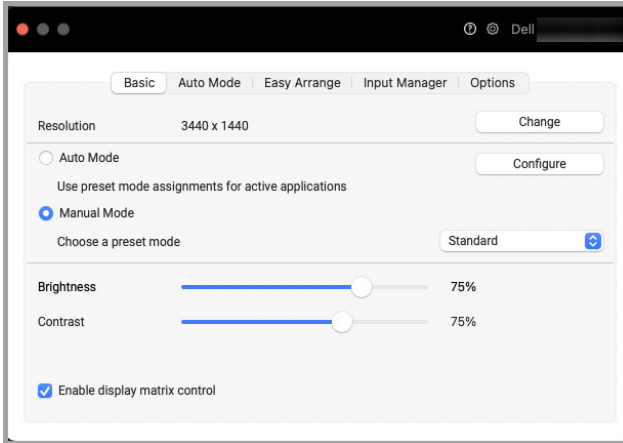 Dell
Basic Auto Mode Easy Arrange Input Manager Options
Resolution 3440 x 1440 Change
Auto Mode Configure
Use preset mode assignments for active applications
Manual Mode
Choose a preset mode Standard
Brightness 75%
Contrast 75%
Enable display matrix control